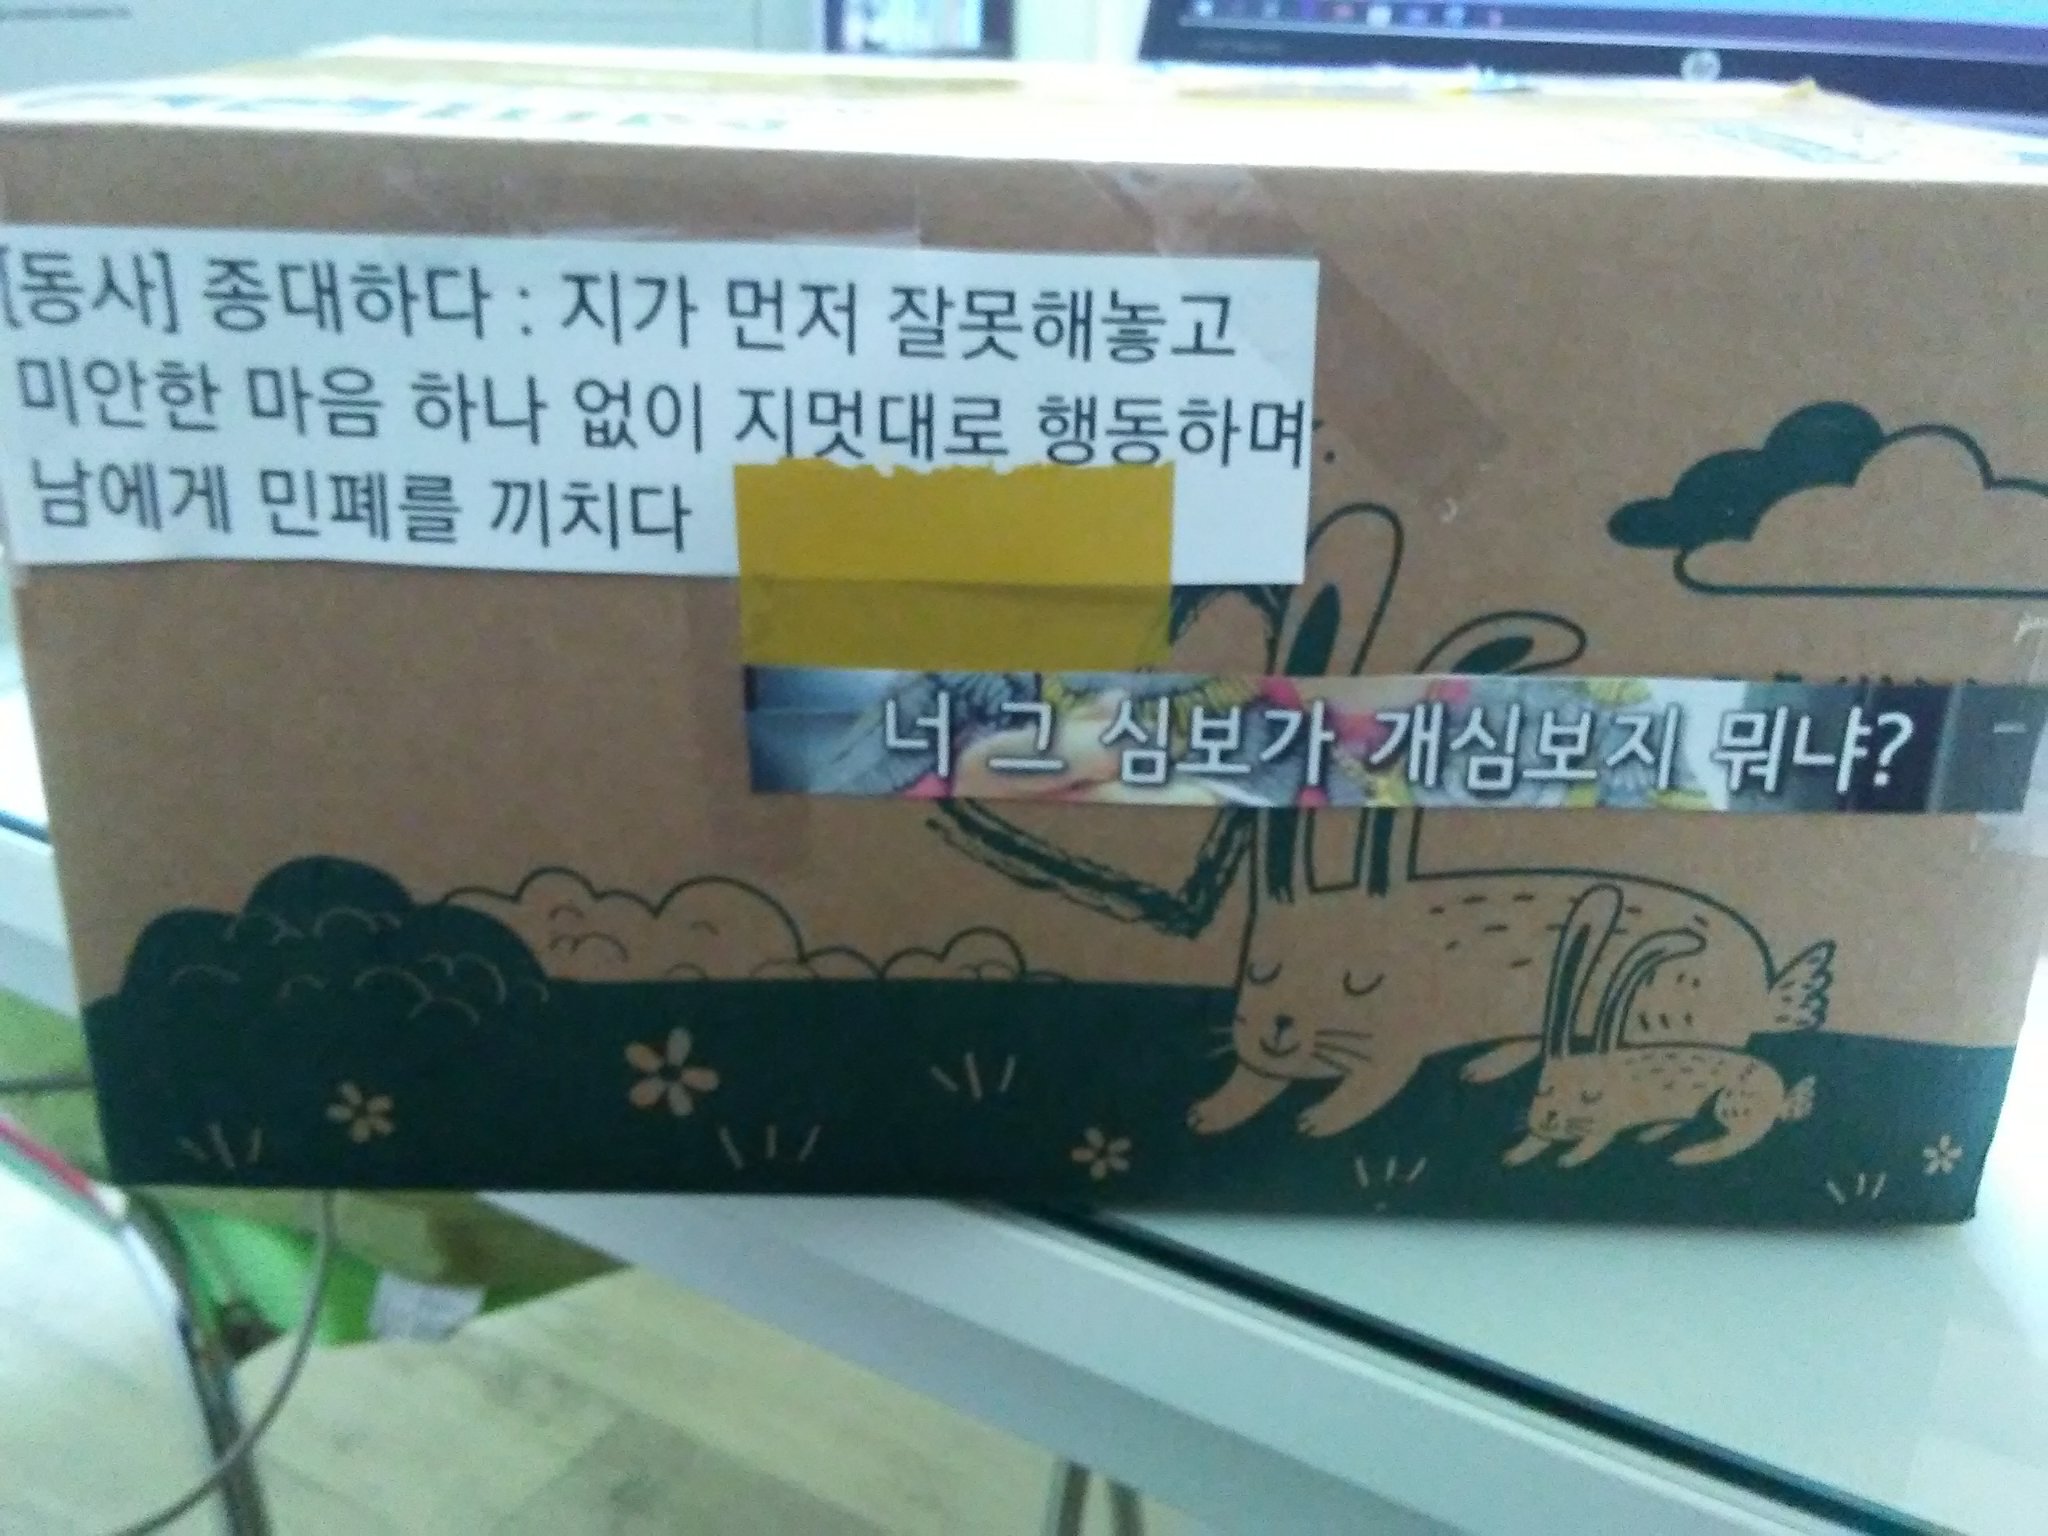 [동사] 종대하다 : 지가 먼저 잘못해놓고
미안한 마음 하나 없이 지멋대로 행동하며
남에게 민폐를 끼치다
너 그 심보가 개심보지 뭐냐?
hp